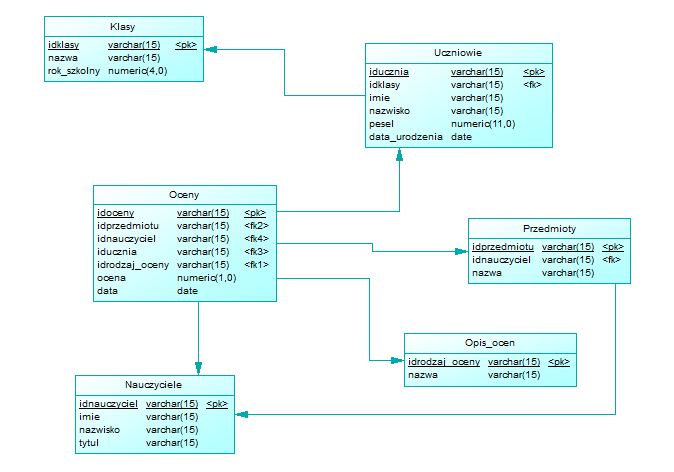 Klasy
idklasy varchar(15) <pk>
nazwa varchar(15)
rok_szkolny numeric(4,0)
Uczniowie
iducznia varchar(15) <pk>
idklasy varchar(15) <fk>
imie varchar(15)
nazwisko varchar(15)
pesel numeric(11,0)
data_urodzenia date
Oceny
idoceny varchar(15) <pk>
idprzedmiotu varchar(15) <fk2>
idnauczyciel varchar(15) <fk4>
iducznia varchar(15) <fk3>
idrodzaj_oceny varchar(15) <fk1>
ocena numeric(1,0)
data date
Przedmioty
idprzedmiotu varchar(15) <pk>
idnauczyciel varchar(15) <fk>
nazwa varchar(15)
Opis_ocen
idrodzaj_oceny varchar(15) <pk>
nazwa varchar(15)
Nauczyciele
idnauczyciel varchar(15) <pk>
imie varchar(15)
nazwisko varchar(15)
tytul varchar(15)